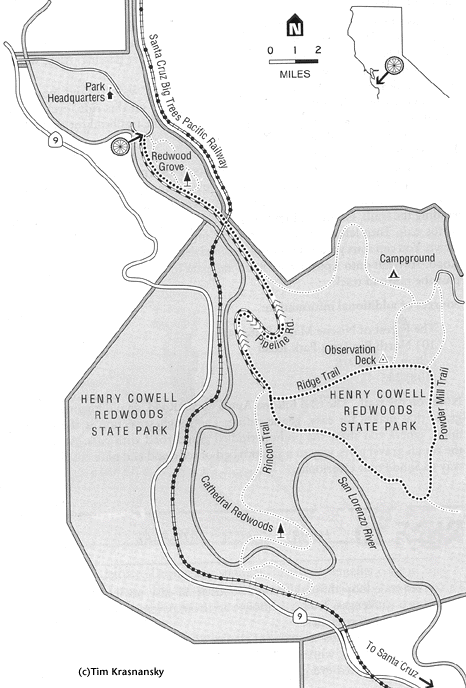 N
0 1 2
MILES
Santa Cruz Big Trees Pacific Railway
Park
Headquarters
9
Redwood
Grove
Campground
Pipeline Rd.
Observation
Deck
Ridge Trail
Powder Mill Trail
HENRY COWELL
REDWOODS
STATE PARK
HENRY COWELL
REDWOODS
STATE PARK
Rincon Trail
Cathedral Redwoods
San Lorenzo River
9
To Santa Cruz
(c)Tim Krasnansky